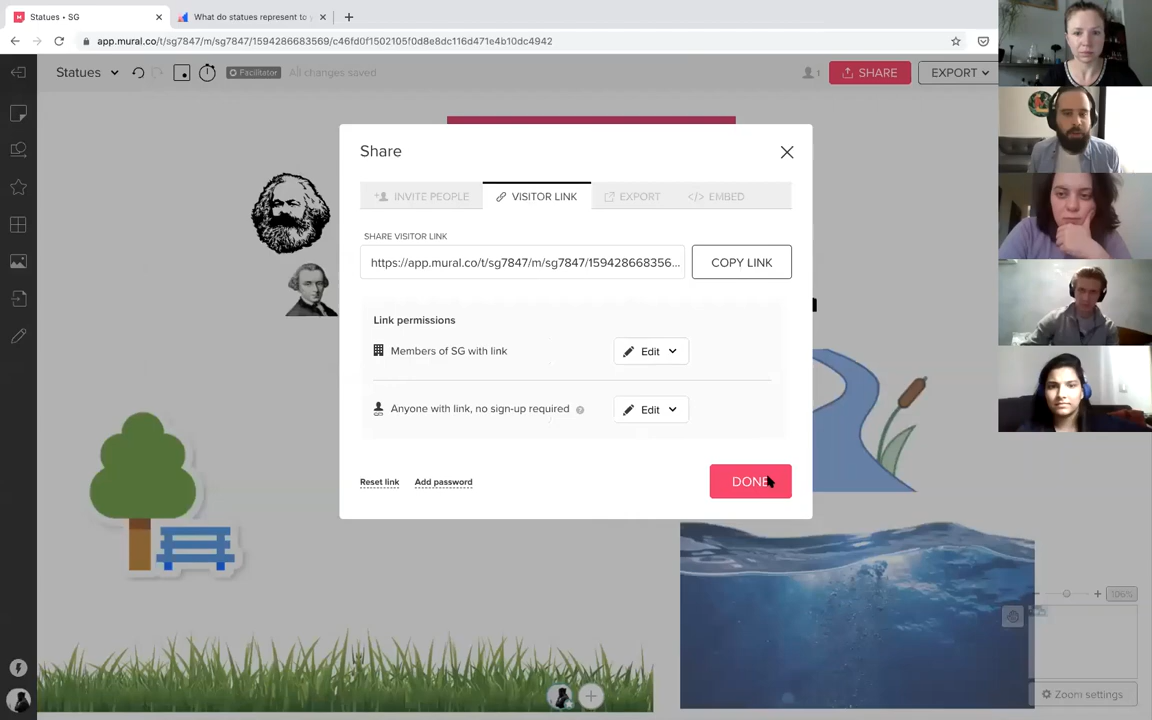 Statues • SG
What do statues represent to
app.mural.co/t/sg7847/m/sg7847/1594286683569/c46fd0f1502105f0d8e8dc116d471e4b10dc4942
Statues
Facilitator
All changes saved
1
SHARE
EXPORT
Share
INVITE PEOPLE
VISITOR LINK
EXPORT
</> EMBED
SHARE VISITOR LINK
https://app.mural.co/t/sg7847/m/sg7847/159428668356...
COPY LINK
Link permissions
Members of SG with link
Edit
Anyone with link, no sign-up required
?
Edit
Reset link
Add password
DONE
106%
Zoom settings